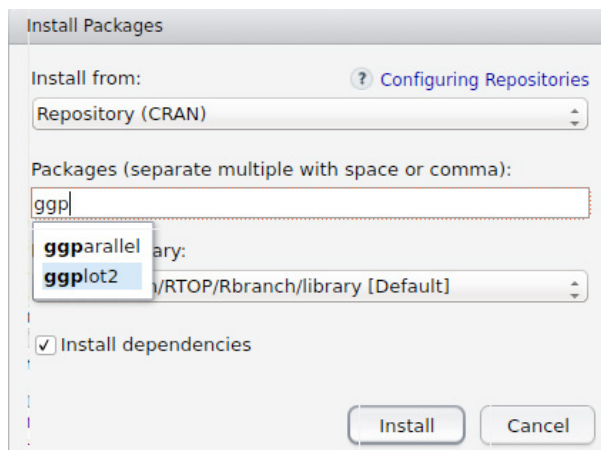 Install Packages
Install from:
? Configuring Repositories
Repository (CRAN)
Packages (separate multiple with space or comma):
ggp
ggparallel
ggplot2
ary:
/RTOP/Rbranch/library [Default]
Install dependencies
Install
Cancel